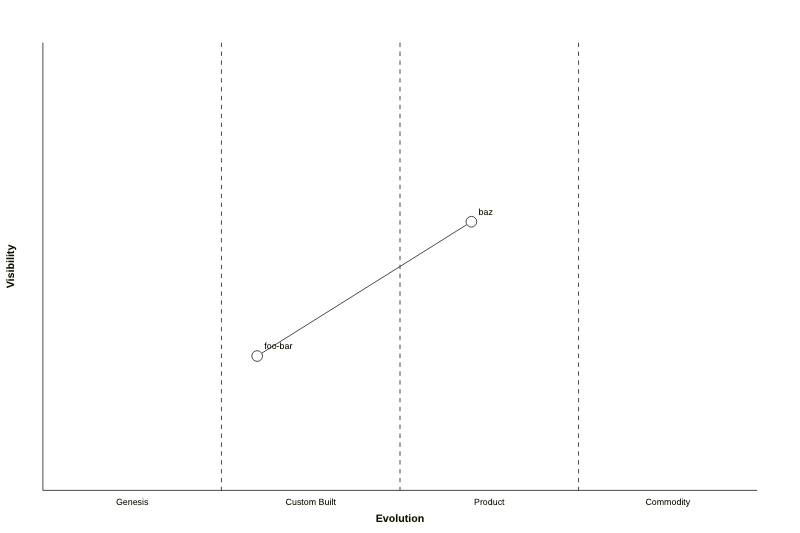 baz
Visibility
foo-bar
Genesis
Custom Built
Product
Commodity
Evolution